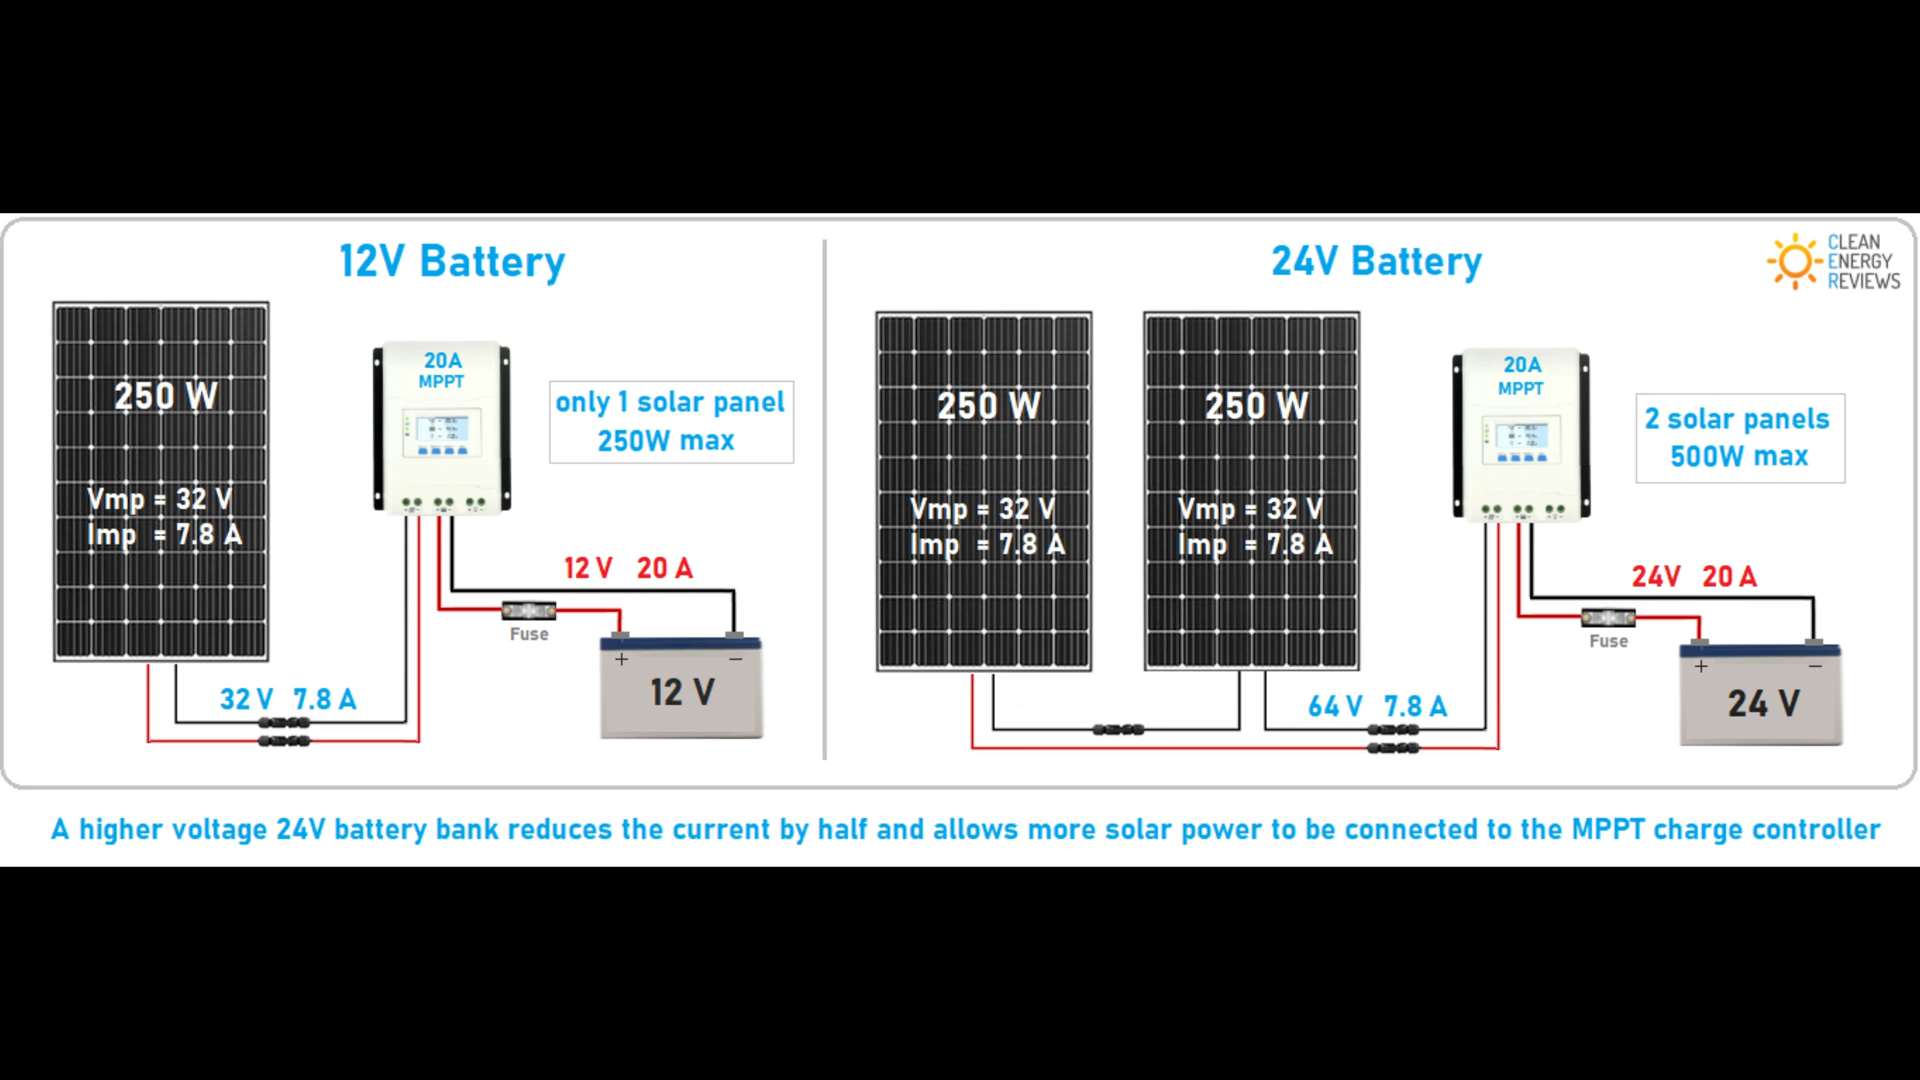 12V Battery
250 W
Vmp = 32 V
Imp = 7.8 A
20A
MPPT
only 1 solar panel
250W max
12 V 20 A
Fuse
+ −
12 V
32 V 7.8 A
24V Battery
CLEAN
ENERGY
REVIEWS
250 W
Vmp = 32 V
Imp = 7.8 A
250 W
Vmp = 32 V
Imp = 7.8 A
20A
MPPT
2 solar panels
500W max
24V 20 A
Fuse
+ −
24 V
64 V 7.8 A
A higher voltage 24V battery bank reduces the current by half and allows more solar power to be connected to the MPPT charge controller